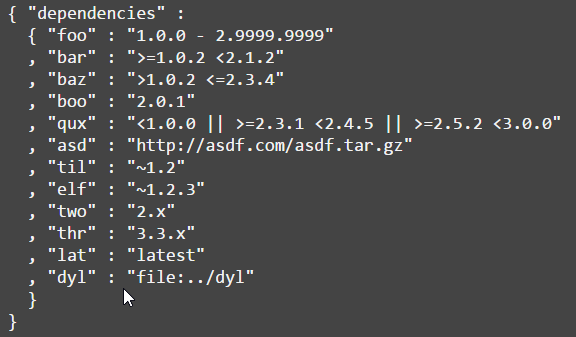 { "dependencies" :
  { "foo" : "1.0.0 - 2.9999.9999"
  , "bar" : ">=1.0.2 <2.1.2"
  , "baz" : ">1.0.2 <=2.3.4"
  , "boo" : "2.0.1"
  , "qux" : "<1.0.0 || >=2.3.1 <2.4.5 || >=2.5.2 <3.0.0"
  , "asd" : "http://asdf.com/asdf.tar.gz"
  , "til" : "~1.2"
  , "elf" : "~1.2.3"
  , "two" : "2.x"
  , "thr" : "3.3.x"
  , "lat" : "latest"
  , "dyl" : "file:../dyl"
  }
}